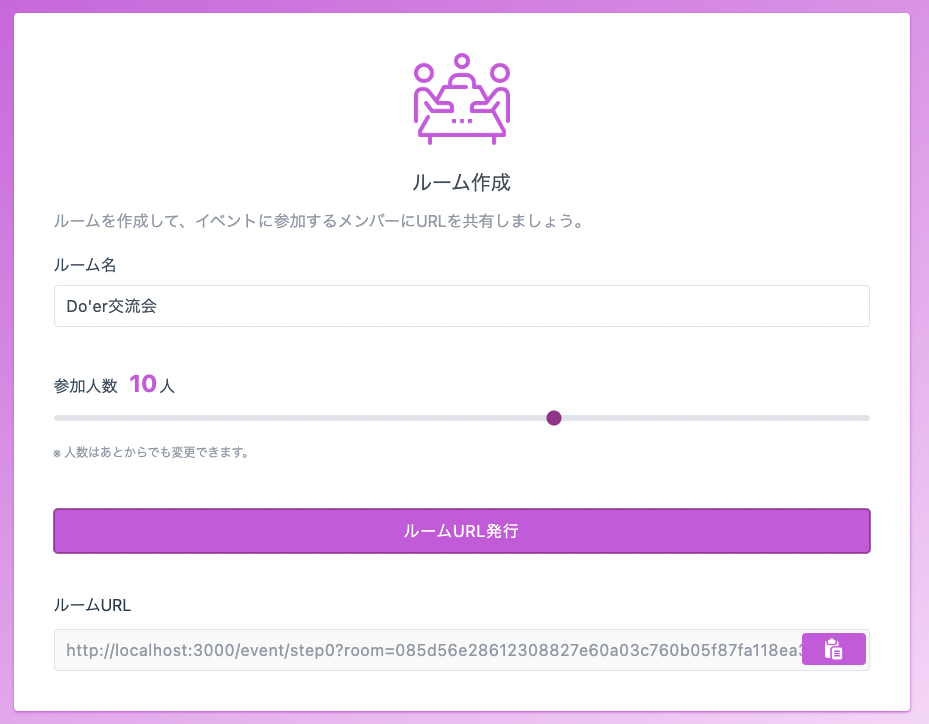 ルーム作成
ルームを作成して、イベントに参加するメンバーにURLを共有しましょう。
ルーム名
Do'er交流会
参加人数 10人
※ 人数はあとからでも変更できます。
ルームURL発行
ルームURL
http://localhost:3000/event/step0?room=085d56e28612308827e60a03c760b05f87fa118ea3